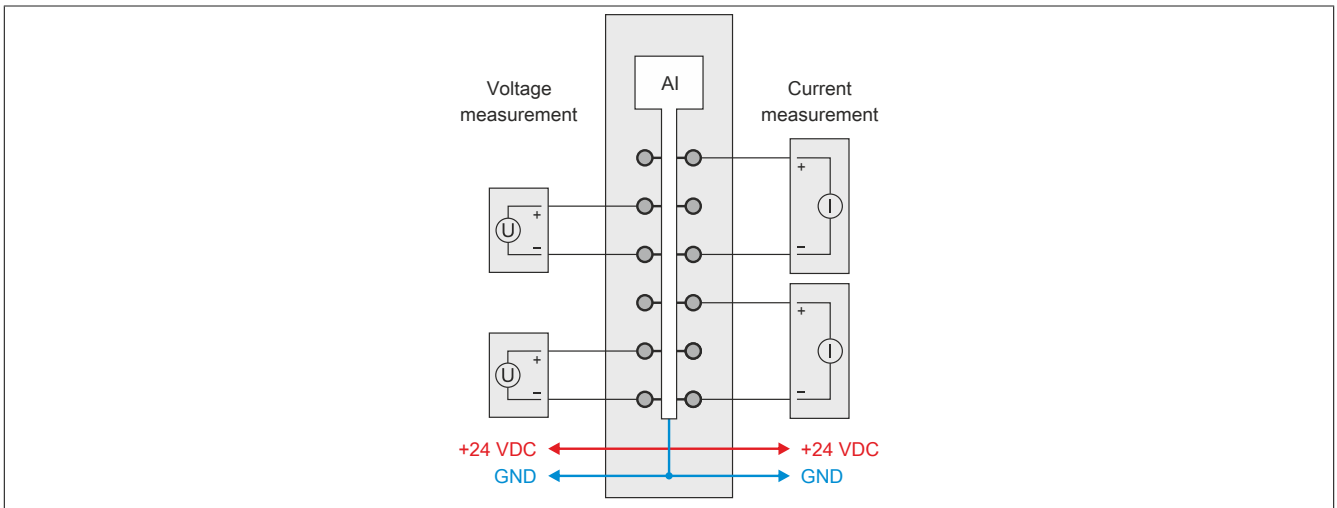 AI
Voltage
measurement
Current
measurement
+
+
U
I
−
−
+
+
U
I
−
−
+24 VDC
+24 VDC
GND
GND